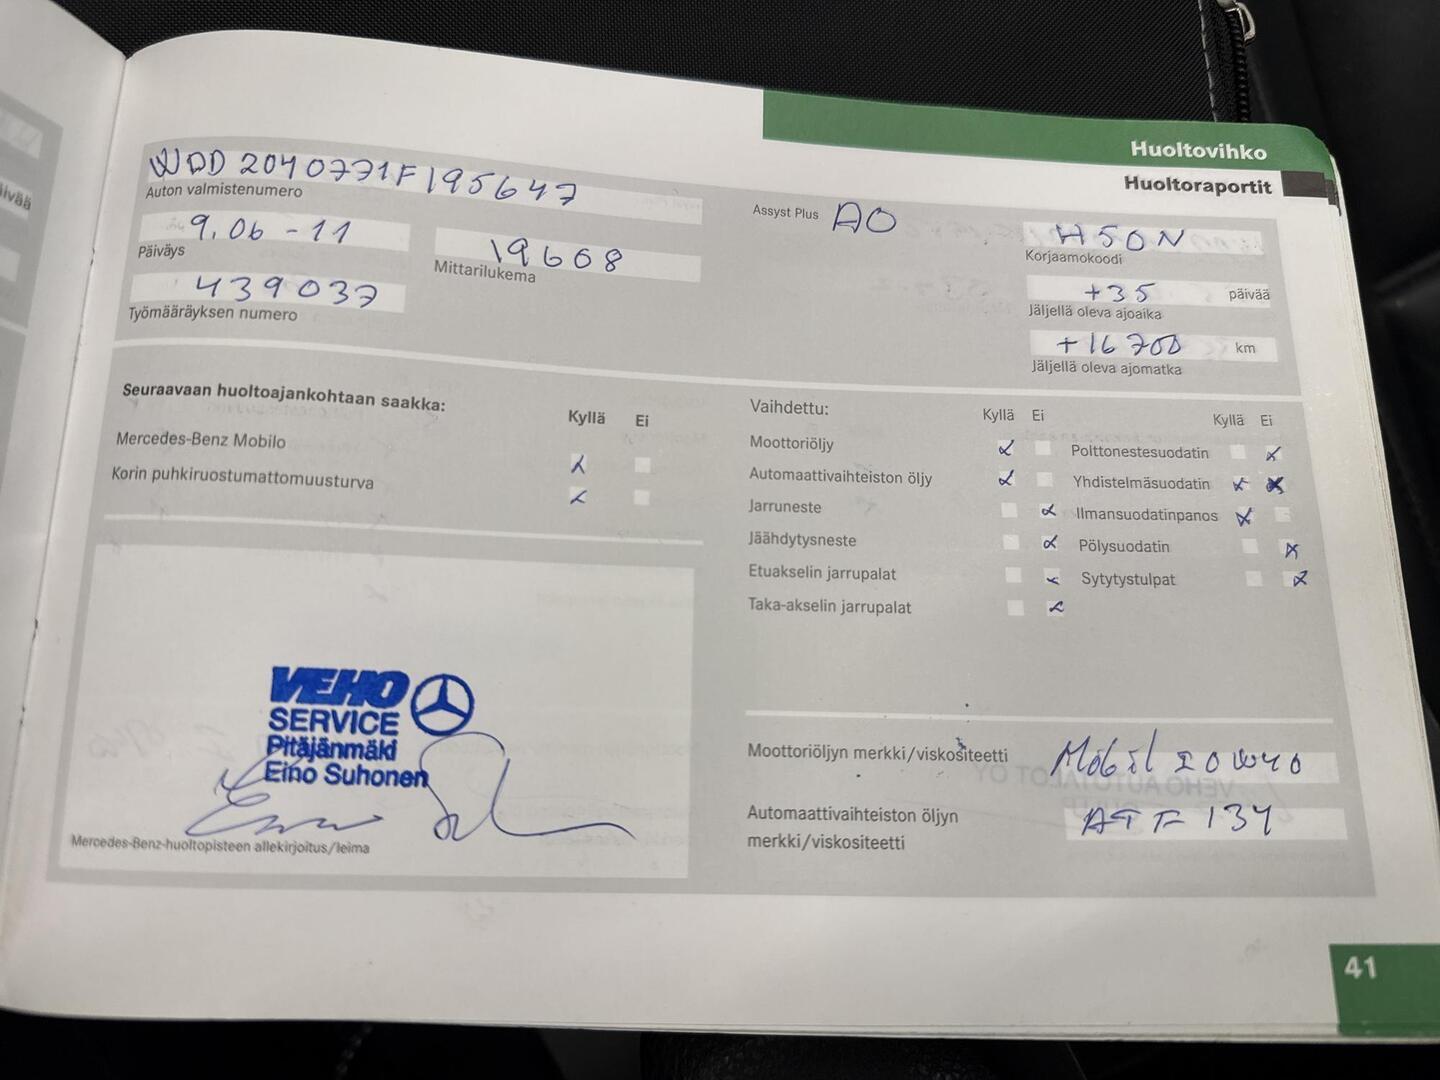 Huoltovihko
Huoltoraportit
WDD 2040771F195647
Auton valmistenumero
Assyst Plus AO
H50N
Korjaamokoodi
9.06-11
Päiväys
19608
Mittarilukema
+35 päivää
Jäljellä oleva ajoaika
439037
Työmääräyksen numero
+16700 km
Jäljellä oleva ajomatka
Seuraavaan huoltoajankohtaan saakka:
Kyllä Ei
Mercedes-Benz Mobilo
Korin puhkiruostumattomuusturva
Vaihdettu: Kyllä Ei
Moottoriöljy
Automaattivaihteiston öljy
Jarruneste
Jäähdytysneste
Etuakselin jarrupalat
Taka-akselin jarrupalat
Kyllä Ei
Polttonestesuodatin
Yhdistelmäsuodatin
Ilmansuodatinpanos
Pölysuodatin
Sytytystulpat
VEHO
SERVICE
Pitäjänmäki
Eino Suhonen
Mercedes-Benz-huoltopisteen allekirjoitus/leima
Moottoriöljyn merkki/viskositeetti Mobil 10W40
Automaattivaihteiston öljyn
merkki/viskositeetti ATF 134
41
ivää